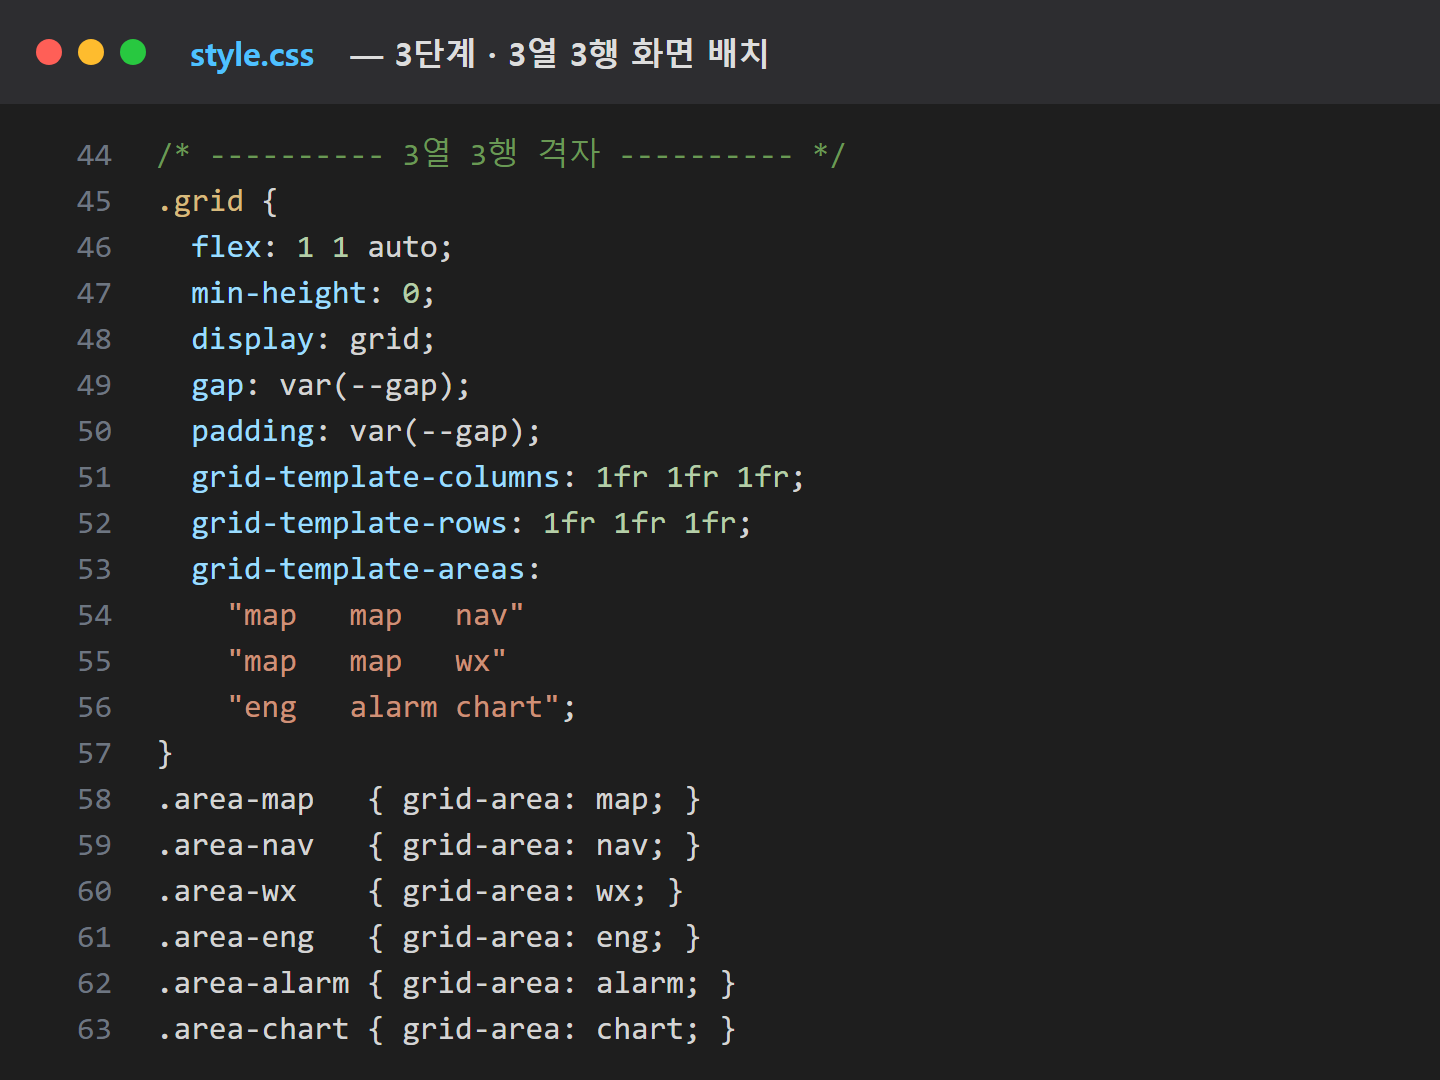 style.css — 3단계 · 3열 3행 화면 배치
44 /* ---------- 3열 3행 격자 ---------- */
45 .grid {
46   flex: 1 1 auto;
47   min-height: 0;
48   display: grid;
49   gap: var(--gap);
50   padding: var(--gap);
51   grid-template-columns: 1fr 1fr 1fr;
52   grid-template-rows: 1fr 1fr 1fr;
53   grid-template-areas:
54     "map   map   nav"
55     "map   map   wx"
56     "eng   alarm chart";
57 }
58 .area-map   { grid-area: map; }
59 .area-nav   { grid-area: nav; }
60 .area-wx    { grid-area: wx; }
61 .area-eng   { grid-area: eng; }
62 .area-alarm { grid-area: alarm; }
63 .area-chart { grid-area: chart; }